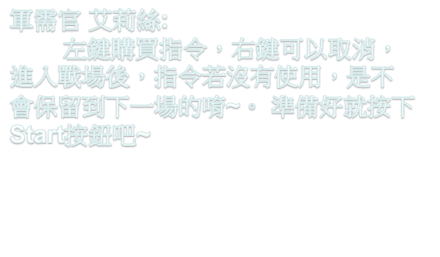 軍需官 艾莉絲:
左鍵購買指令，右鍵可以取消，
進入戰場後，指令若沒有使用，是不
會保留到下一場的唷~。 準備好就按下
Start按鈕吧~